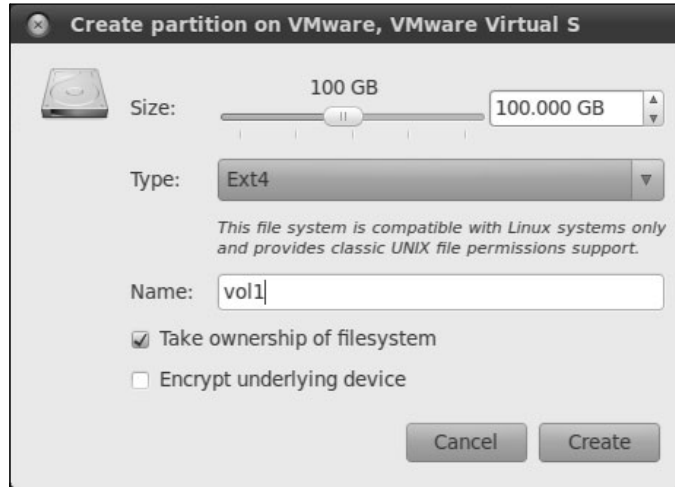 Create partition on VMware, VMware Virtual S
100 GB
Size:
100.000 GB
Type:
Ext4
This file system is compatible with Linux systems only
and provides classic UNIX file permissions support.
Name:
vol1
Take ownership of filesystem
Encrypt underlying device
Cancel
Create